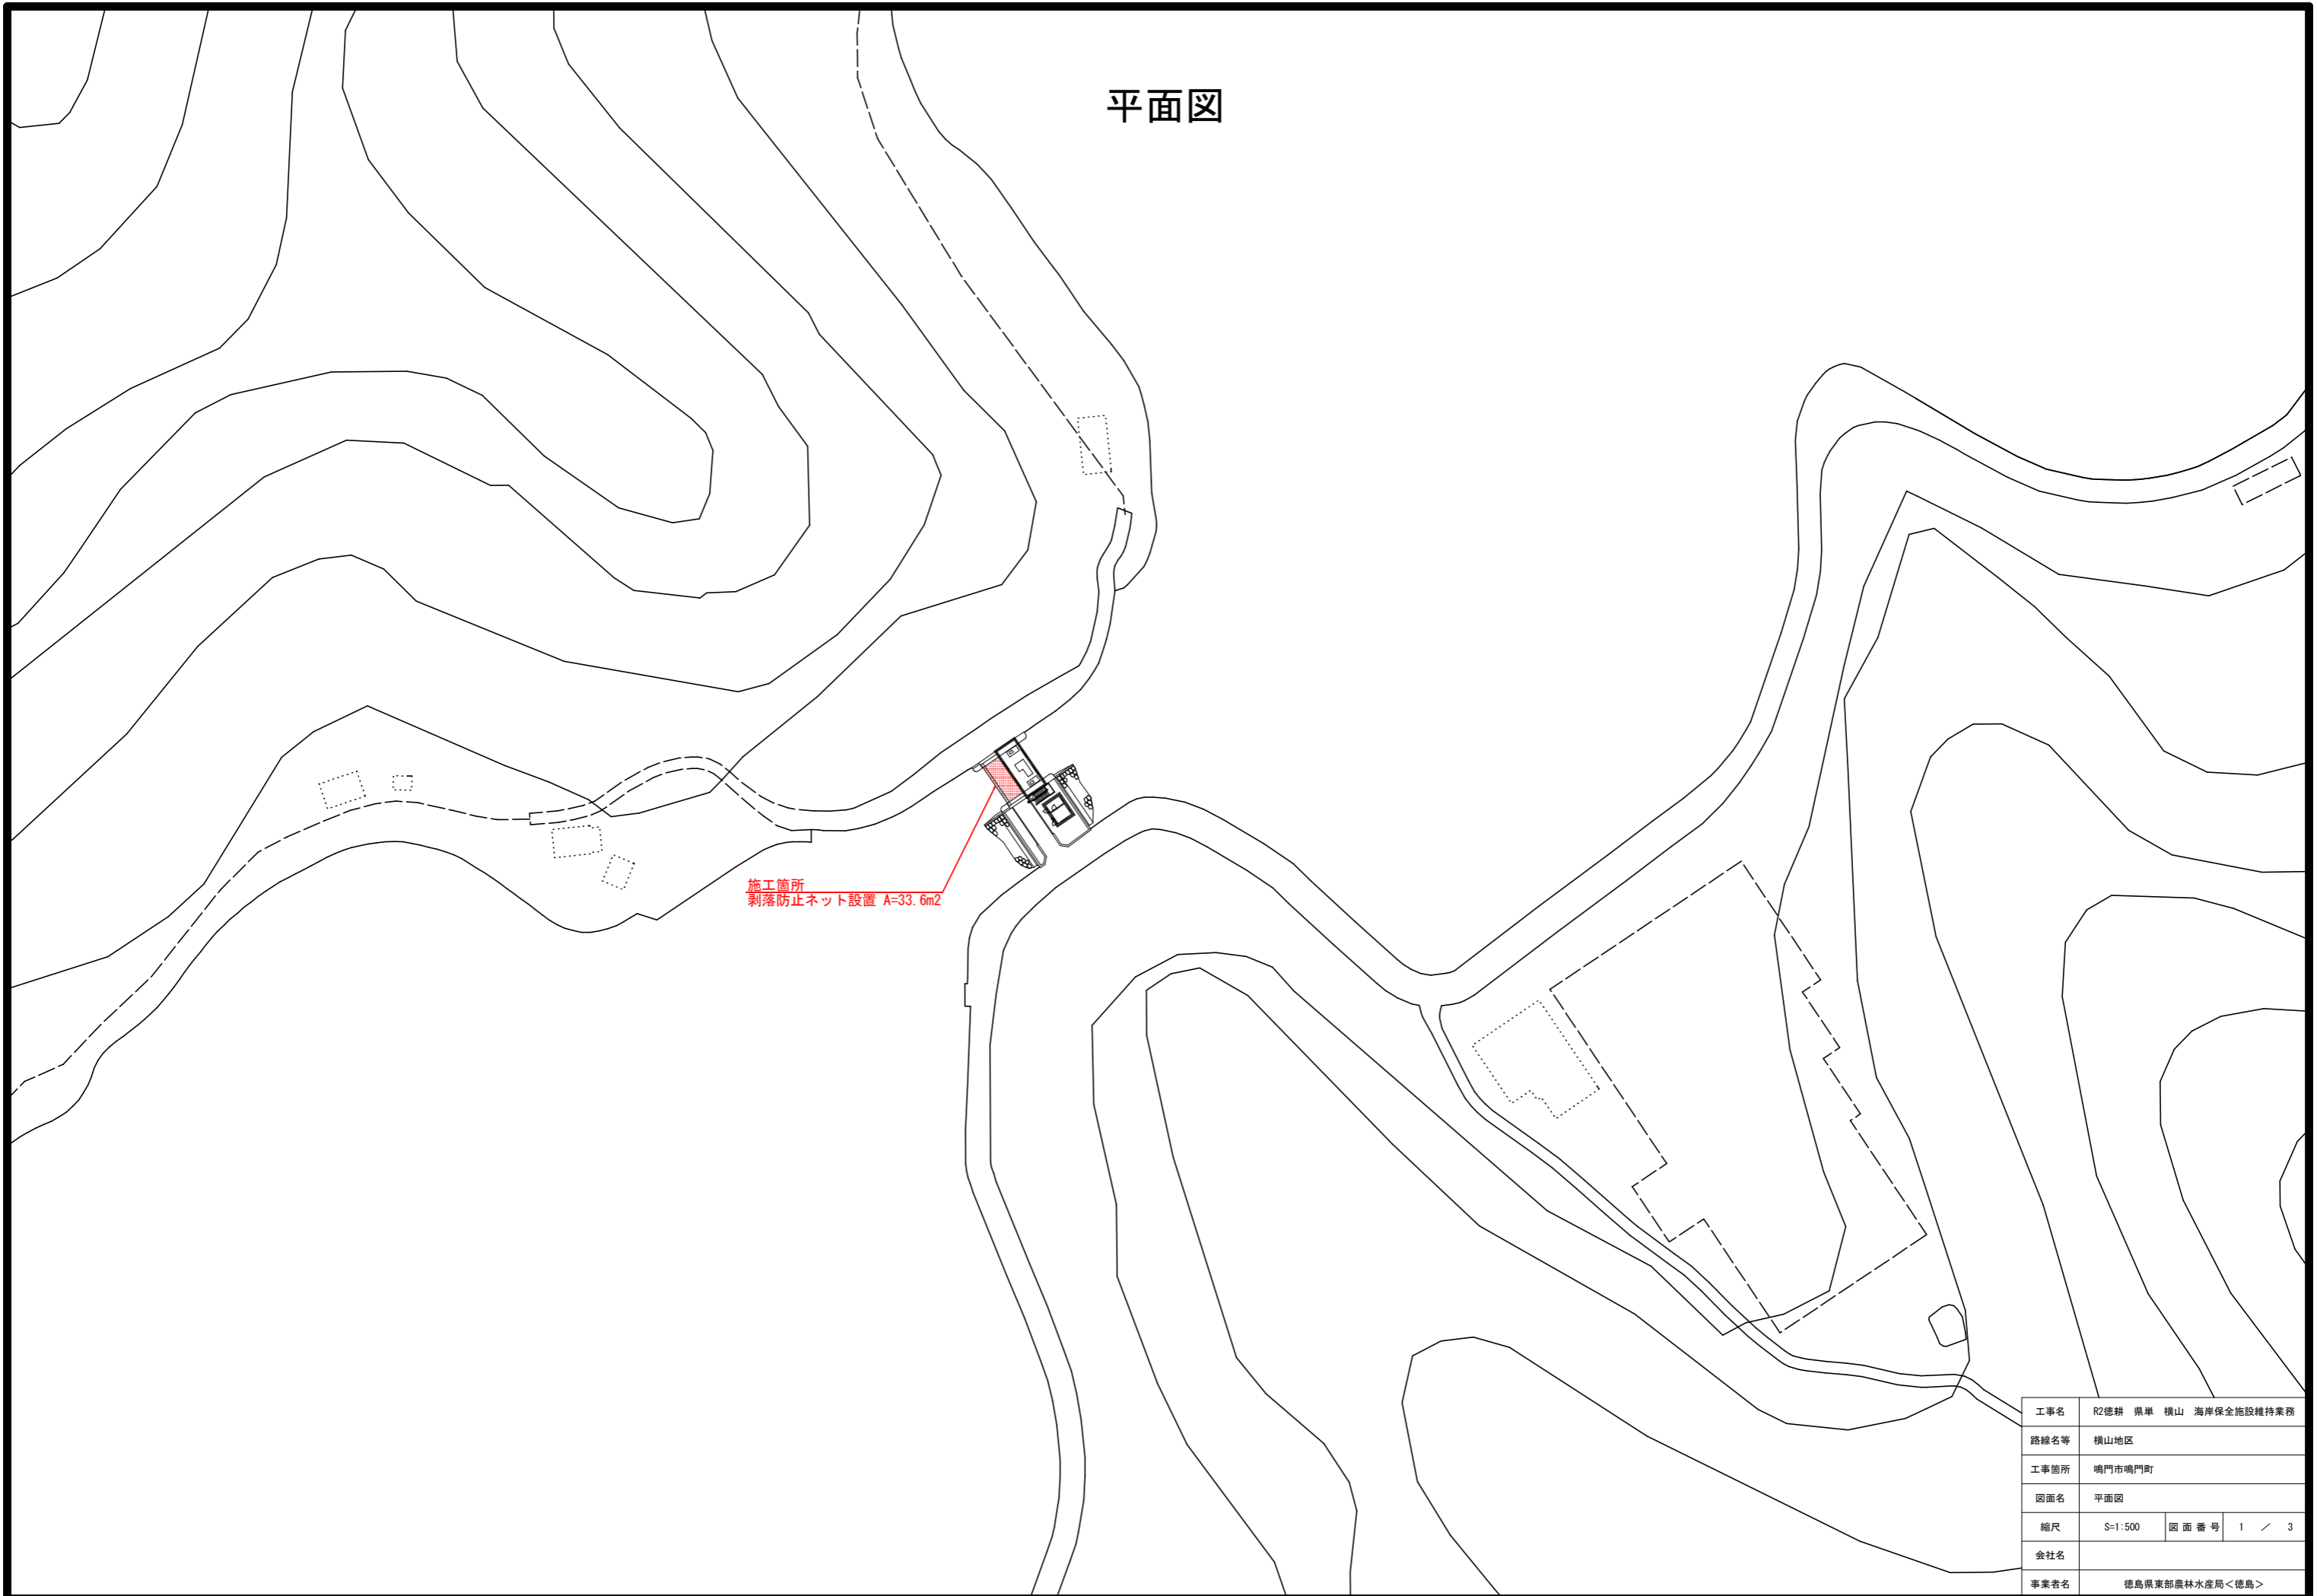 平面図
施工箇所
剥落防止ネット設置 A=33.6m2
工事名 R2徳耕 県単 横山 海岸保全施設維持業務
路線名等 横山地区
工事箇所 鳴門市鳴門町
図面名 平面図
縮尺 S=1:500 図面番号 1 ／ 3
会社名
事業者名 徳島県東部農林水産局＜徳島＞